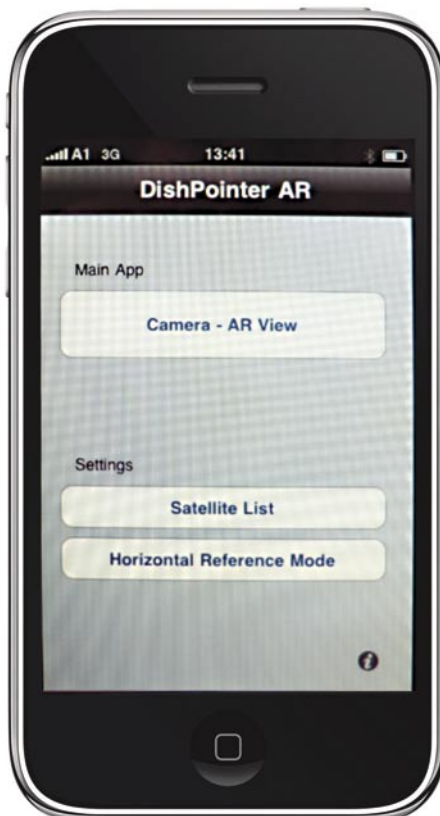 A1 3G 13:41
DishPointer AR
Main App
Camera - AR View
Settings
Satellite List
Horizontal Reference Mode
i